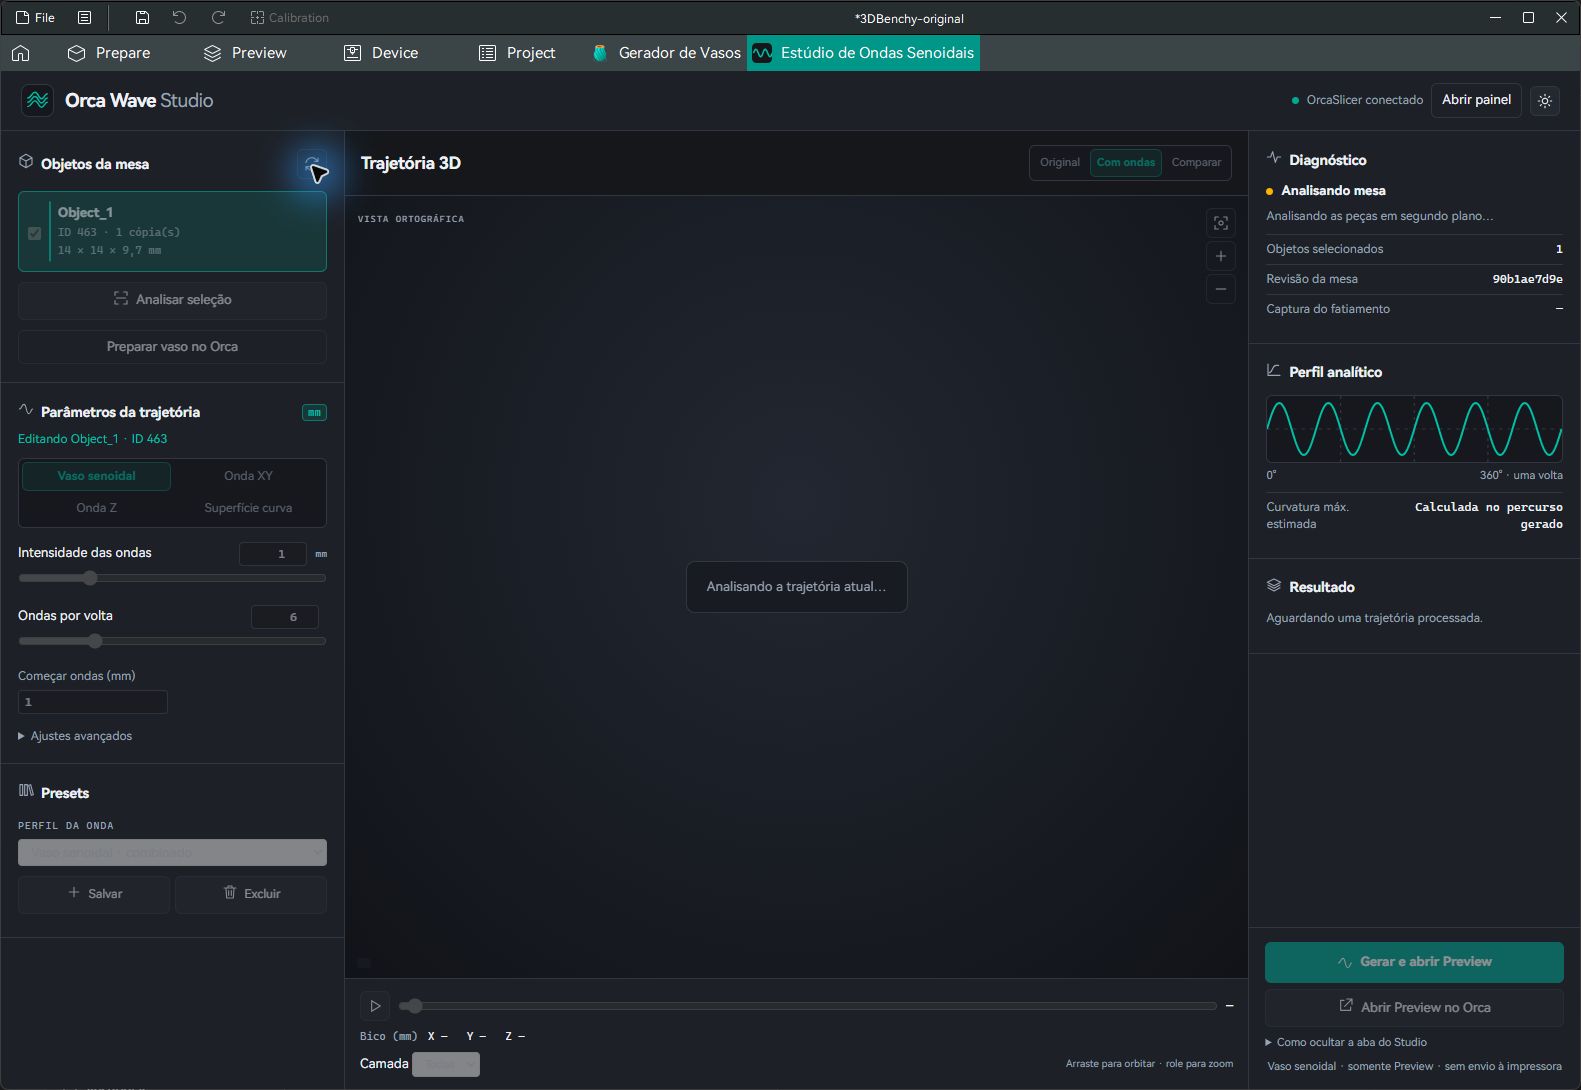 File
Calibration
*3DBenchy-original
Prepare
Preview
Device
Project
Gerador de Vasos
Estúdio de Ondas Senoidais
Orca Wave Studio
OrcaSlicer conectado
Abrir painel
Objetos da mesa
Object_1
ID 463 · 1 cópia(s)
14 × 14 × 9,7 mm
Analisar seleção
Preparar vaso no Orca
Parâmetros da trajetória
mm
Editando Object_1 · ID 463
Vaso senoidal
Onda XY
Onda Z
Superfície curva
Intensidade das ondas
1
mm
Ondas por volta
6
Começar ondas (mm)
1
Ajustes avançados
Presets
PERFIL DA ONDA
Vaso senoidal · combinado
Salvar
Excluir
Trajetória 3D
Original
Com ondas
Comparar
VISTA ORTOGRÁFICA
Analisando a trajetória atual...
–
Bico (mm) X – Y – Z –
Camada
Arraste para orbitar · role para zoom
Diagnóstico
Analisando mesa
Analisando as peças em segundo plano...
Objetos selecionados 1
Revisão da mesa 90b1ae7d9e
Captura do fatiamento –
Perfil analítico
0° 360° · uma volta
Curvatura máx. estimada
Calculada no percurso gerado
Resultado
Aguardando uma trajetória processada.
Gerar e abrir Preview
Abrir Preview no Orca
Como ocultar a aba do Studio
Vaso senoidal · somente Preview · sem envio à impressora